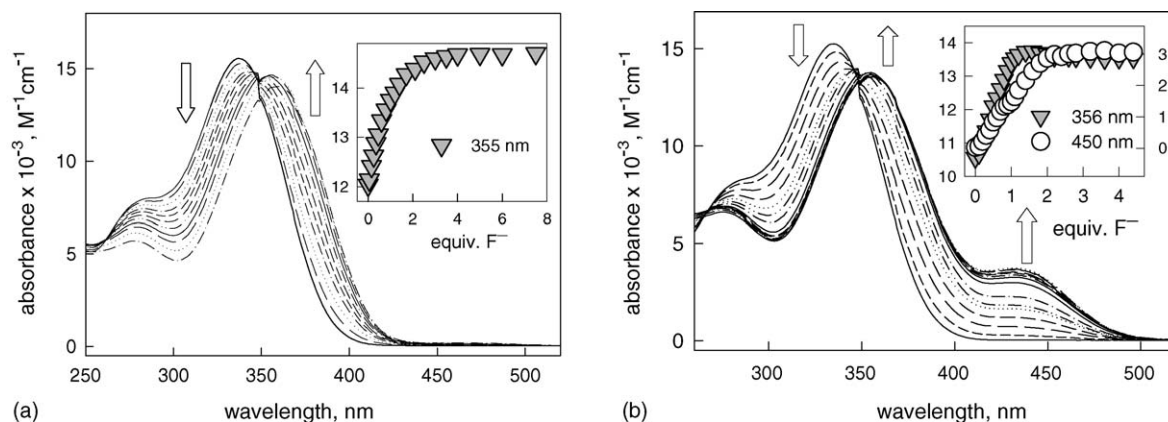 (a)
absorbance x 10⁻³, M⁻¹cm⁻¹
15
10
5
0
250 300 350 400 450 500
wavelength, nm
14
13
12
0 2 4 6 8
equiv. F⁻
355 nm
(b)
absorbance x 10⁻³, M⁻¹cm⁻¹
15
10
5
0
300 350 400 450 500
wavelength, nm
14
13
12
11
10
3
2
1
0
0 1 2 3 4
equiv. F⁻
356 nm
450 nm